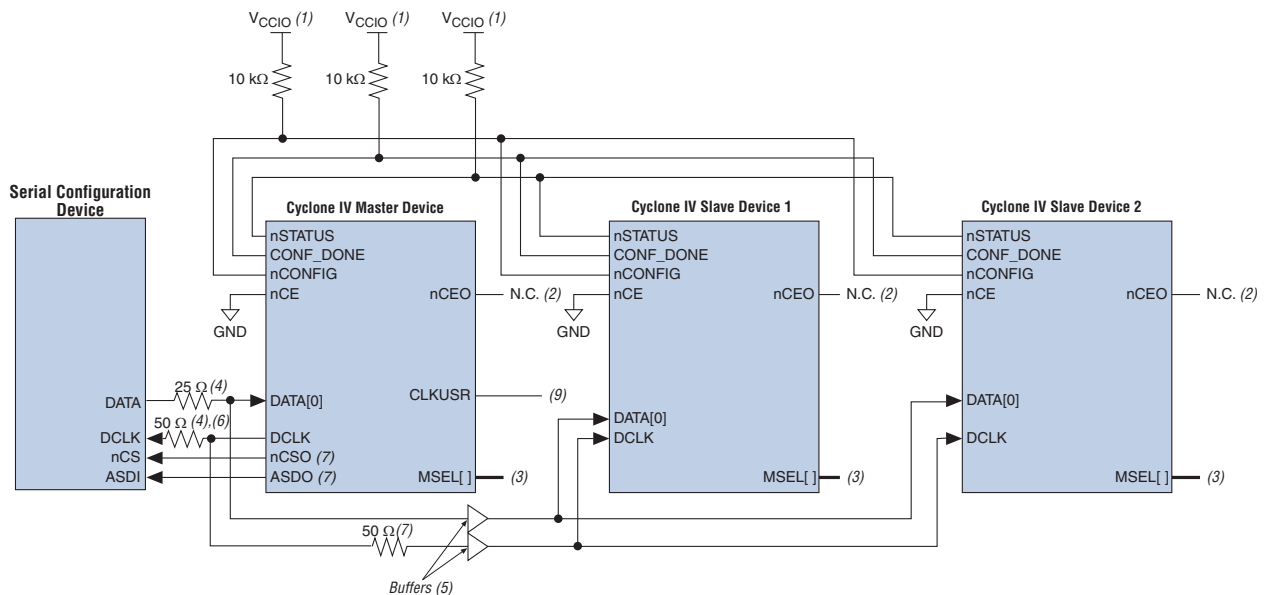 VCCIO (1) VCCIO (1) VCCIO (1)
10 kΩ 10 kΩ 10 kΩ
Serial Configuration
Device
DATA
DCLK
nCS
ASDI
25 Ω (4)
50 Ω (4),(6)
Cyclone IV Master Device
nSTATUS
CONF_DONE
nCONFIG
nCE
GND
nCEO
N.C. (2)
CLKUSR
(9)
DATA[0]
DCLK
nCSO (7)
ASDO (7)
MSEL[ ]
(3)
Cyclone IV Slave Device 1
nSTATUS
CONF_DONE
nCONFIG
nCE
GND
nCEO
N.C. (2)
DATA[0]
DCLK
MSEL[ ]
(3)
Cyclone IV Slave Device 2
nSTATUS
CONF_DONE
nCONFIG
nCE
GND
nCEO
N.C. (2)
DATA[0]
DCLK
MSEL[ ]
(3)
50 Ω (7)
Buffers (5)